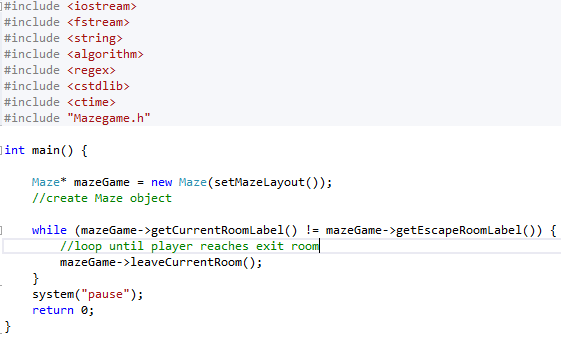 #include <iostream>
#include <fstream>
#include <string>
#include <algorithm>
#include <regex>
#include <cstdlib>
#include <ctime>
#include "Mazegame.h"
int main() {
Maze* mazeGame = new Maze(setMazeLayout());
//create Maze object
while (mazeGame->getCurrentRoomLabel() != mazeGame->getEscapeRoomLabel()) {
//loop until player reaches exit room
mazeGame->leaveCurrentRoom();
}
system("pause");
return 0;
}